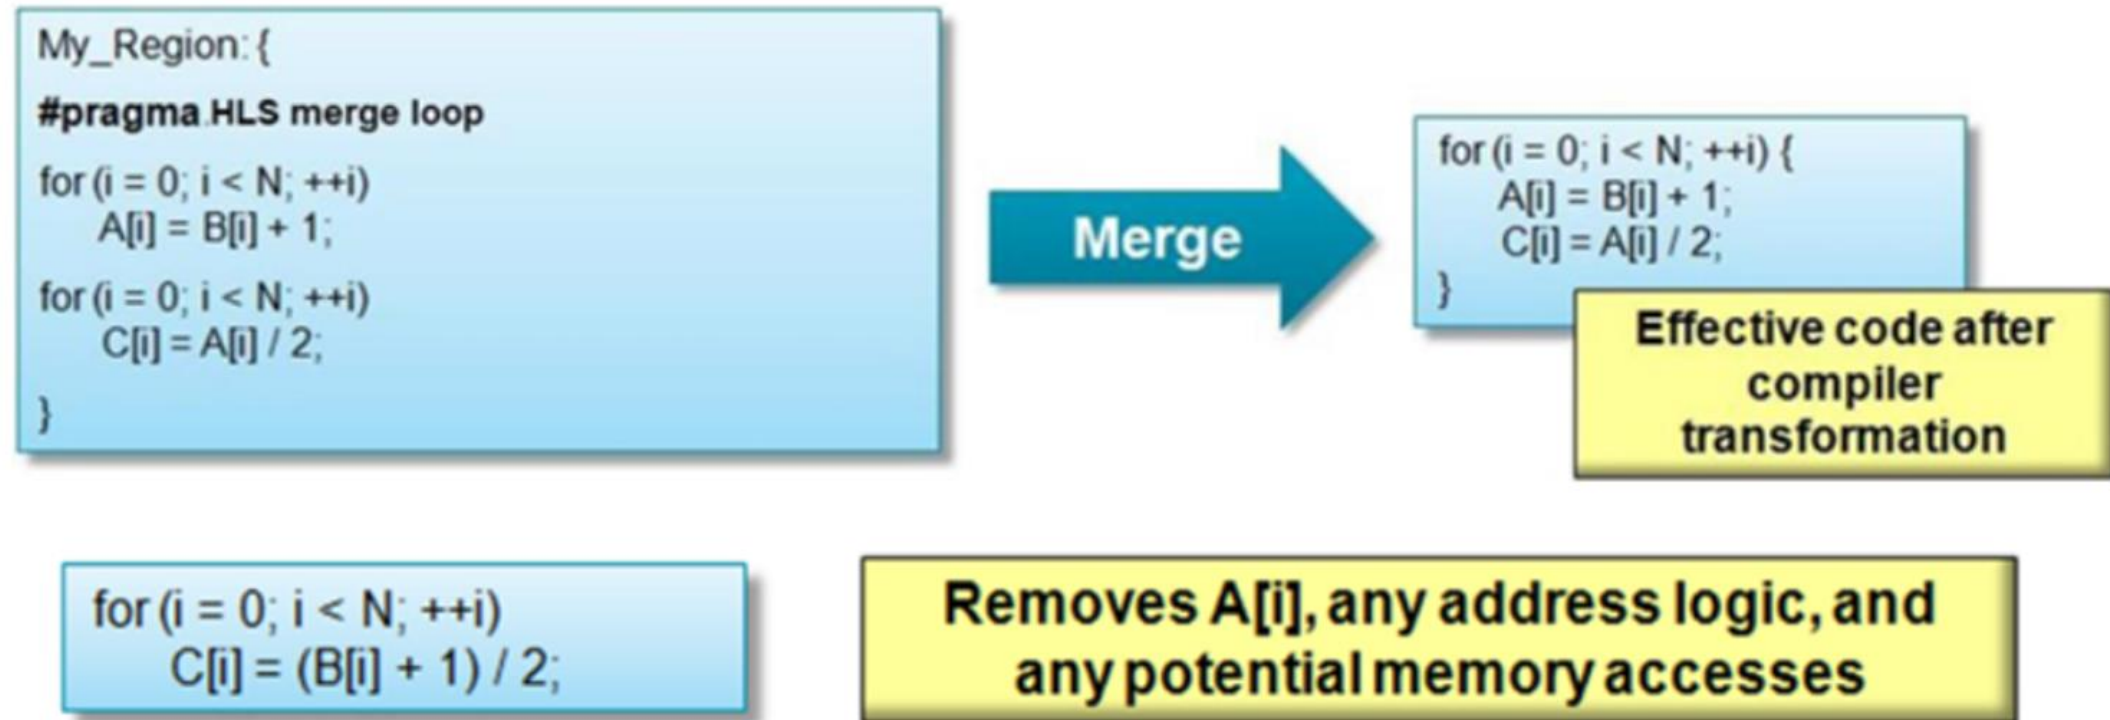 My_Region: {
#pragma HLS merge loop
for (i = 0; i < N; ++i)
A[i] = B[i] + 1;
for (i = 0; i < N; ++i)
C[i] = A[i] / 2;
}
Merge
for (i = 0; i < N; ++i) {
A[i] = B[i] + 1;
C[i] = A[i] / 2;
}
Effective code after
compiler
transformation
for (i = 0; i < N; ++i)
C[i] = (B[i] + 1) / 2;
Removes A[i], any address logic, and
any potential memory accesses